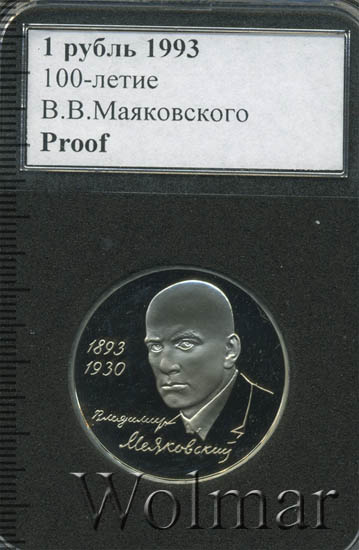 1 рубль 1993
100-летие
В.В.Маяковского
Proof
1893
1930
Владимир
Маяковский
Wolmar